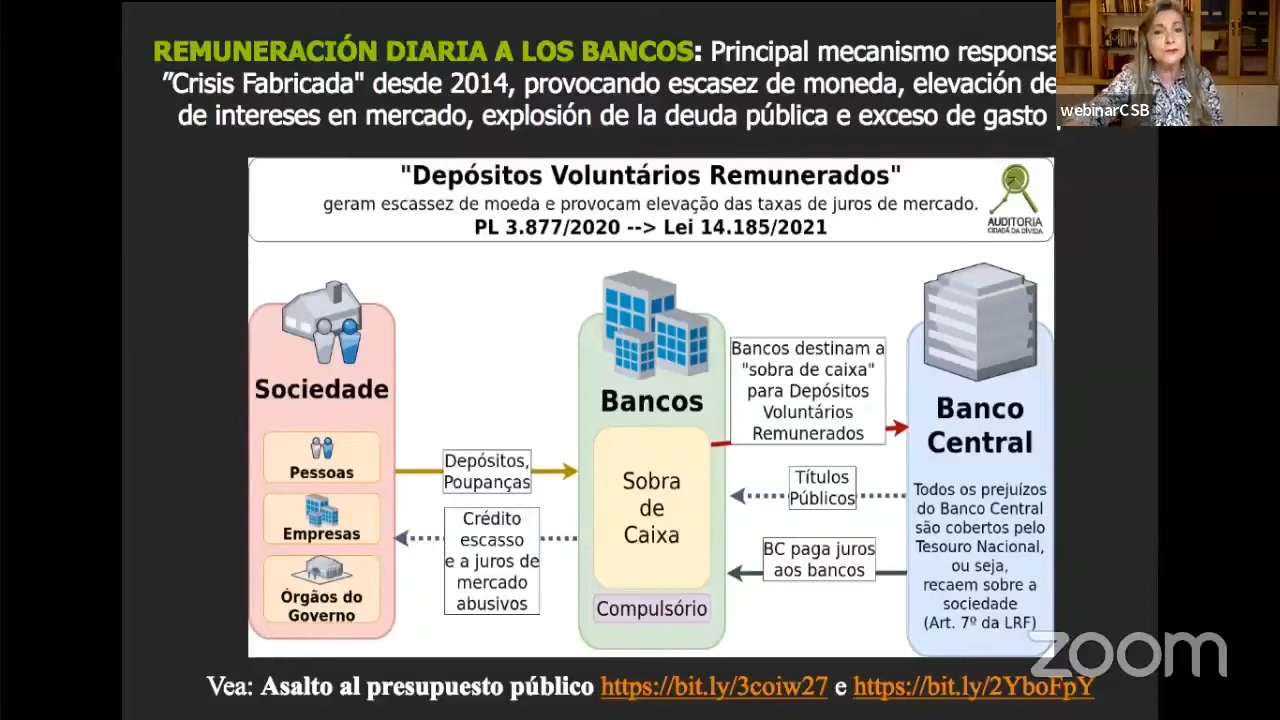 REMUNERACIÓN DIARIA A LOS BANCOS: Principal mecanismo
"Crisis Fabricada" desde 2014, provocando escasez de moneda, elevación
de intereses en mercado, explosión de la deuda pública e exceso de gasto
webinarCSB
"Depósitos Voluntários Remunerados"
geram escassez de moeda e provocam elevação das taxas de juros de mercado.
PL 3.877/2020 --> Lei 14.185/2021
AUDITORIA
CIDADÃ DA DÍVIDA
Sociedade
Pessoas
Empresas
Órgãos do
Governo
Depósitos,
Poupanças
Crédito
escasso
e a juros de
mercado
abusivos
Bancos
Sobra
de
Caixa
Compulsório
Bancos destinam a
"sobra de caixa"
para Depósitos
Voluntários
Remunerados
Títulos
Públicos
BC paga juros
aos bancos
Banco
Central
Todos os prejuízos
do Banco Central
são cobertos pelo
Tesouro Nacional,
ou seja,
recaem sobre a
sociedade
(Art. 7º da LRF)
zoom
Vea: Asalto al presupuesto público https://bit.ly/3coiw27 e https://bit.ly/2YboFpY